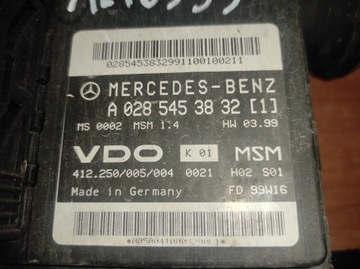 0285453832991100100211
MERCEDES-BENZ
A 028 545 38 32 [1]
MS 0002 MSM 1.4 HW 03.99
VDO K 01 MSM
412.250/005/004 0021 H02 S01
Made in Germany FD 99W16